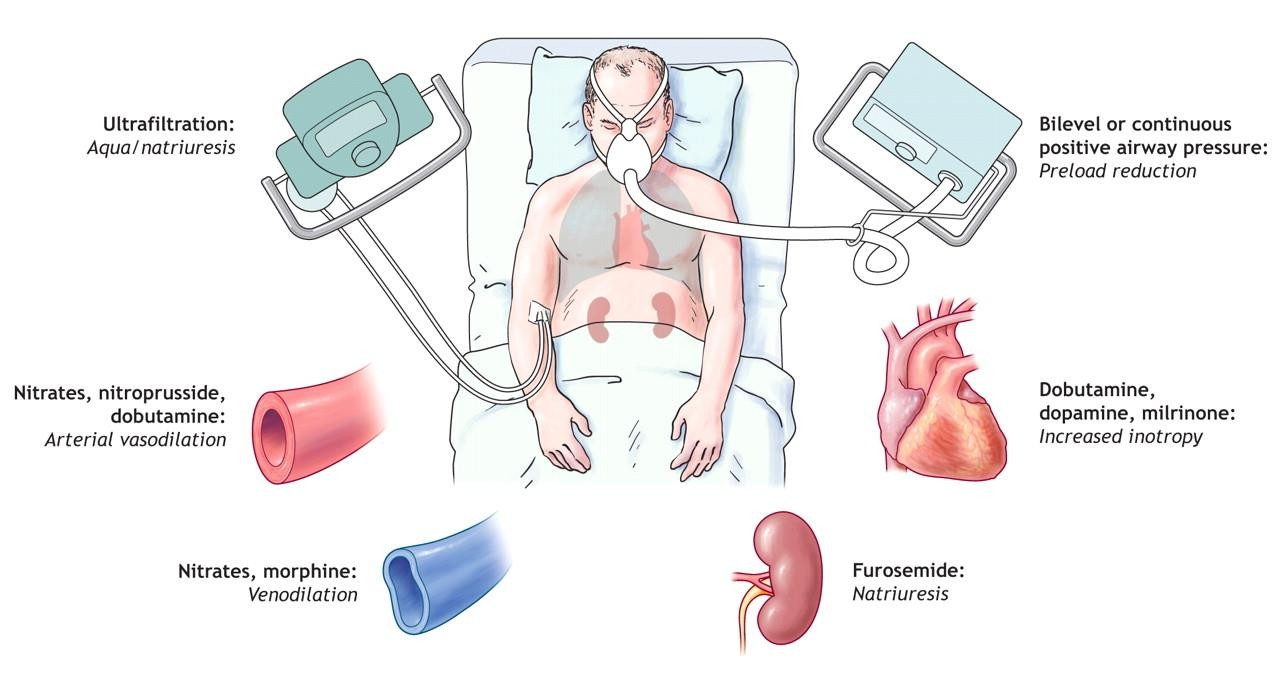 Ultrafiltration:
Aqua/natriuresis
Bilevel or continuous
positive airway pressure:
Preload reduction
Nitrates, nitroprusside,
dobutamine:
Arterial vasodilation
Dobutamine,
dopamine, milrinone:
Increased inotropy
Nitrates, morphine:
Venodilation
Furosemide:
Natriuresis